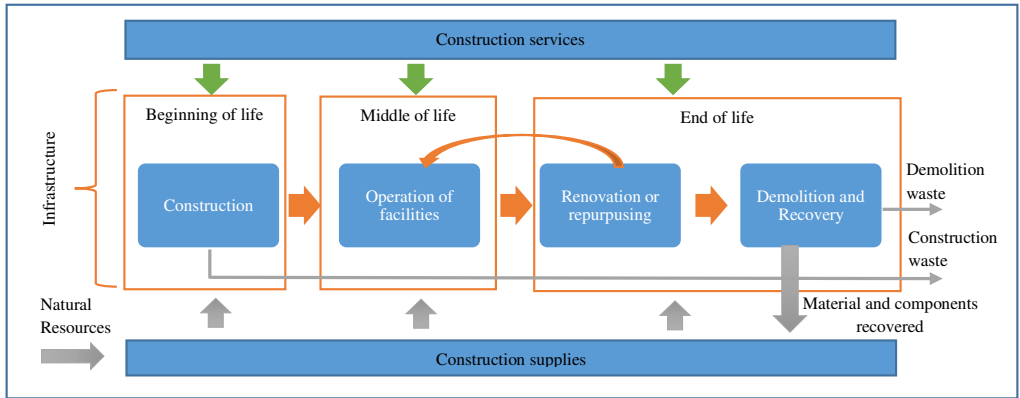 Construction services
Beginning of life
Middle of life
End of life
Infrastructure
Construction
Operation of
facilities
Renovation or
repurpusing
Demolition and
Recovery
Demolition
waste
Construction
waste
Natural
Resources
Material and components
recovered
Construction supplies